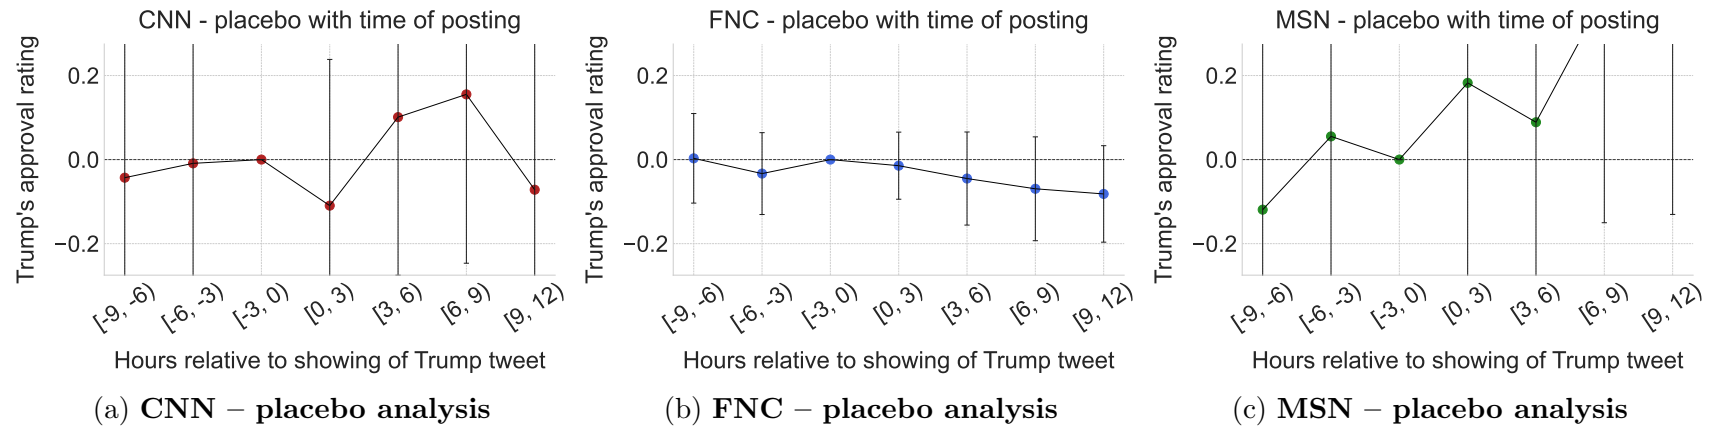 CNN - placebo with time of posting
Trump's approval rating
0.2
0.0
−0.2
[-9, -6)
[-6, -3)
[-3, 0)
[0, 3)
[3, 6)
[6, 9)
[9, 12)
Hours relative to showing of Trump tweet
(a) CNN – placebo analysis
FNC - placebo with time of posting
Trump's approval rating
0.2
0.0
−0.2
[-9, -6)
[-6, -3)
[-3, 0)
[0, 3)
[3, 6)
[6, 9)
[9, 12)
Hours relative to showing of Trump tweet
(b) FNC – placebo analysis
MSN - placebo with time of posting
Trump's approval rating
0.2
0.0
−0.2
[-9, -6)
[-6, -3)
[-3, 0)
[0, 3)
[3, 6)
[6, 9)
[9, 12)
Hours relative to showing of Trump tweet
(c) MSN – placebo analysis